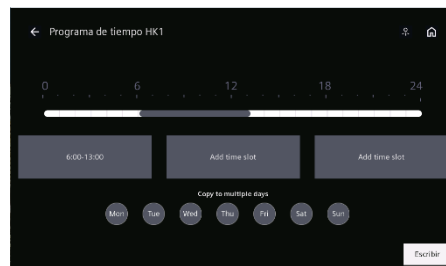 Programa de tiempo HK1
0 6 12 18 24
6:00-13:00 Add time slot Add time slot
Copy to multiple days
Mon Tue Wed Thu Fri Sat Sun
Escribir